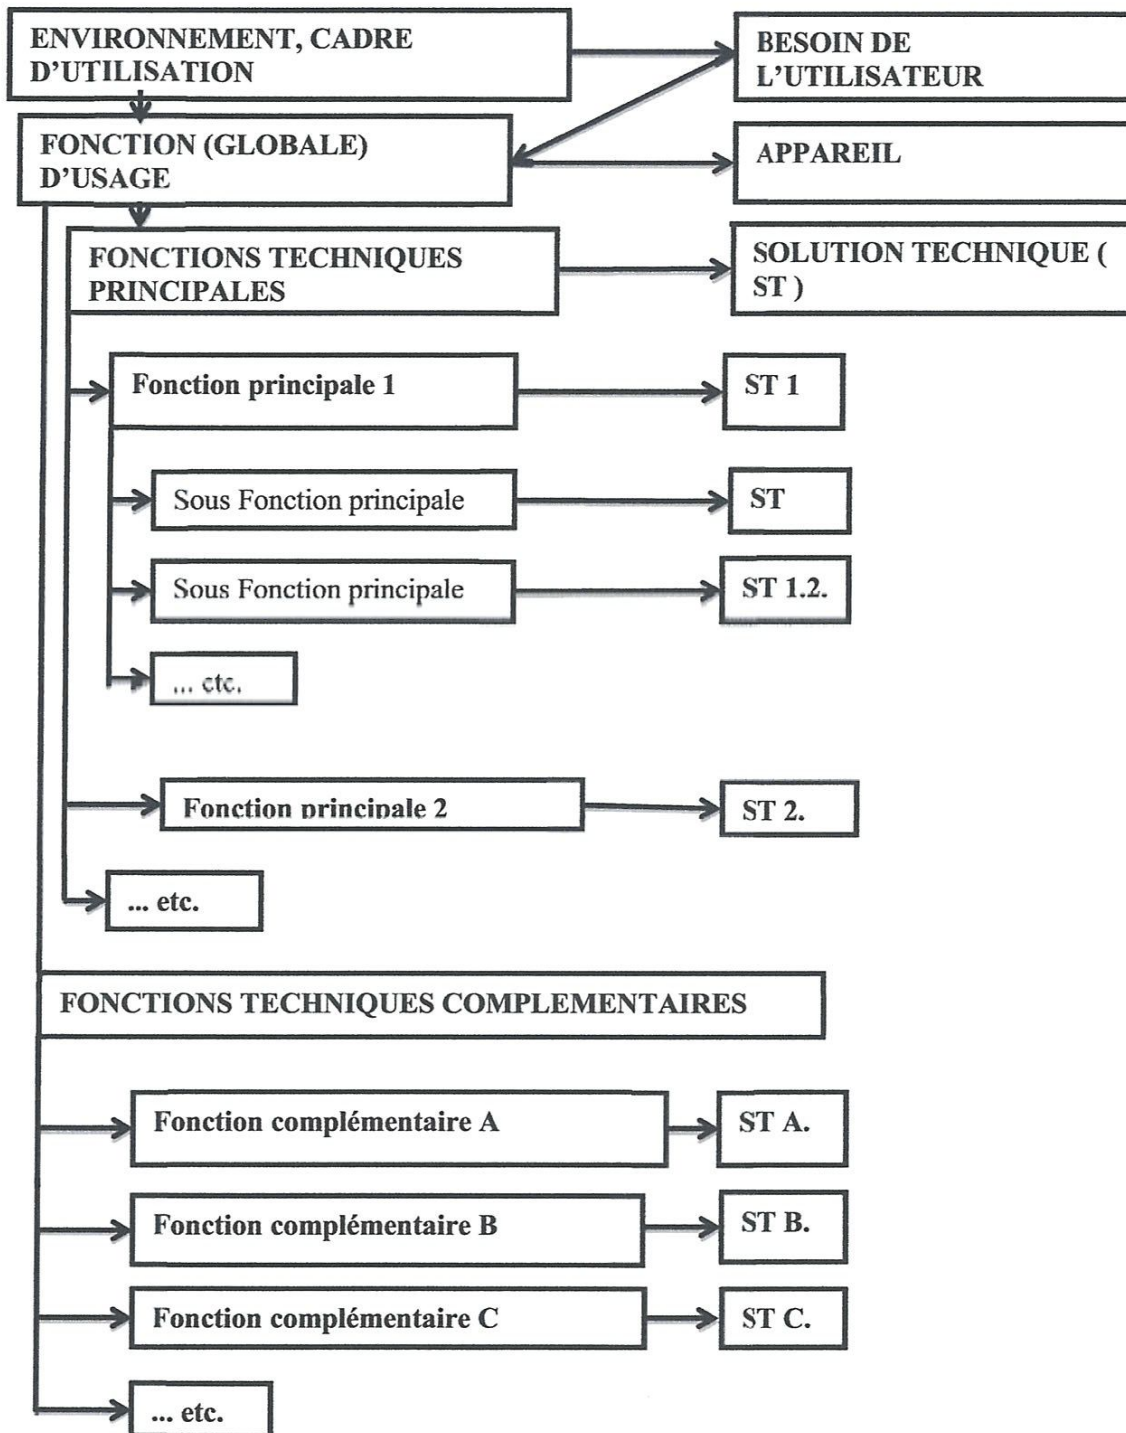 ENVIRONNEMENT, CADRE
D'UTILISATION
BESOIN DE
L'UTILISATEUR
FONCTION (GLOBALE)
D'USAGE
APPAREIL
FONCTIONS TECHNIQUES
PRINCIPALES
SOLUTION TECHNIQUE (
ST )
Fonction principale 1
ST 1
Sous Fonction principale
ST
Sous Fonction principale
ST 1.2.
... etc.
Fonction principale 2
ST 2.
... etc.
FONCTIONS TECHNIQUES COMPLEMENTAIRES
Fonction complémentaire A
ST A.
Fonction complémentaire B
ST B.
Fonction complémentaire C
ST C.
... etc.